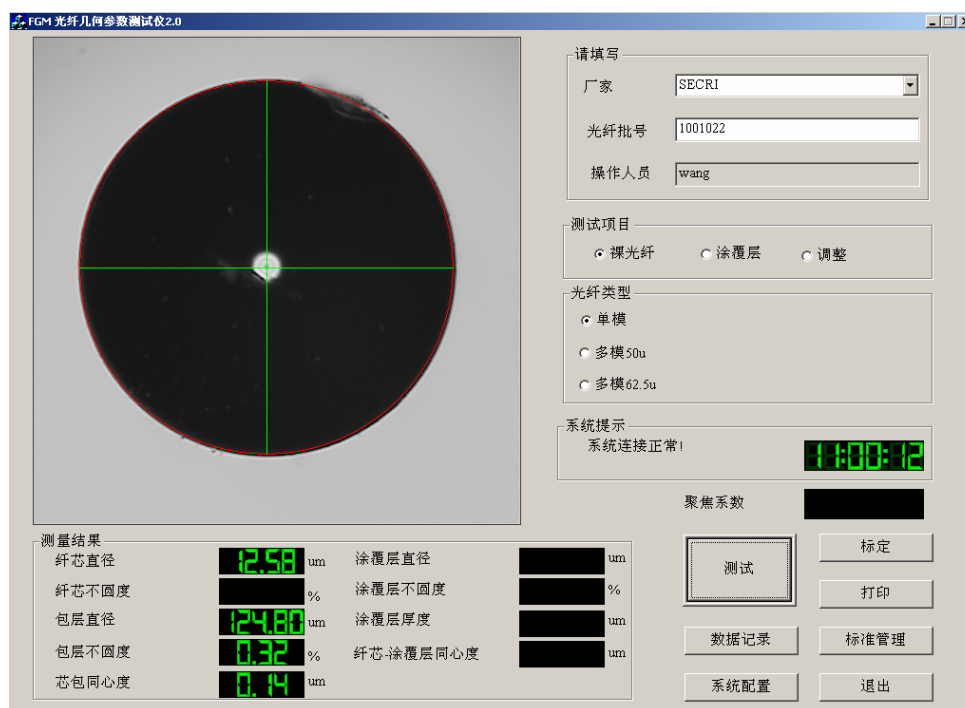 FGM 光纤几何参数测试仪2.0
请填写
厂家 SECRI
光纤批号 1001022
操作人员 wang
测试项目
裸光纤 涂覆层 调整
光纤类型
单模
多模50u
多模62.5u
系统提示
系统连接正常!
11:00:12
聚焦系数
测量结果
纤芯直径 12.58 um 涂覆层直径 um
纤芯不圆度 % 涂覆层不圆度 %
包层直径 124.80 um 涂覆层厚度 um
包层不圆度 0.32 % 纤芯-涂覆层同心度 um
芯包同心度 0.14 um
测试 标定
打印
数据记录 标准管理
系统配置 退出